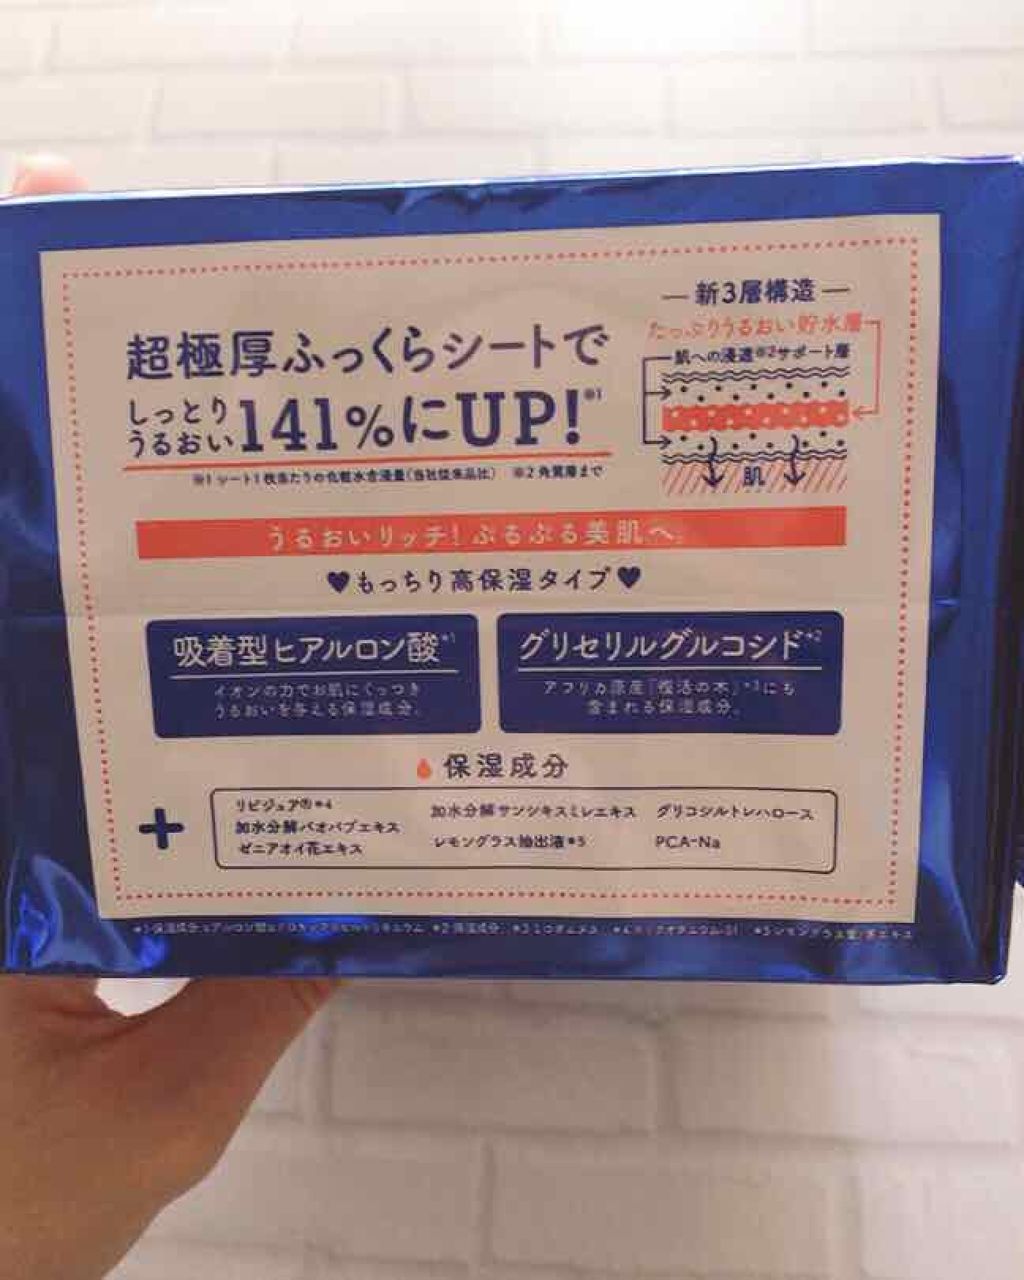 超極厚ふっくらシートで
しっとり
うるおい
141%にUP!※1
※1 シート1枚当たりの化粧水含浸量(当社従来品比) ※2 角質層まで
― 新3層構造 ―
たっぷりうるおい貯水層
肌への浸透※2サポート層
肌
うるおいリッチ!ぷるぷる美肌へ。
♥もっちり高保湿タイプ♥
吸着型ヒアルロン酸*1
イオンの力でお肌にくっつき
うるおいを与える保湿成分。
グリセリルグルコシド*2
アフリカ原産「復活の木」*3にも
含まれる保湿成分。
保湿成分
+
リピジュア®*4
加水分解バオバブエキス
ゼニアオイ花エキス
加水分解サンシキスミレエキス
レモングラス抽出液*5
グリコシルトレハロース
PCA-Na
*2 保湿成分